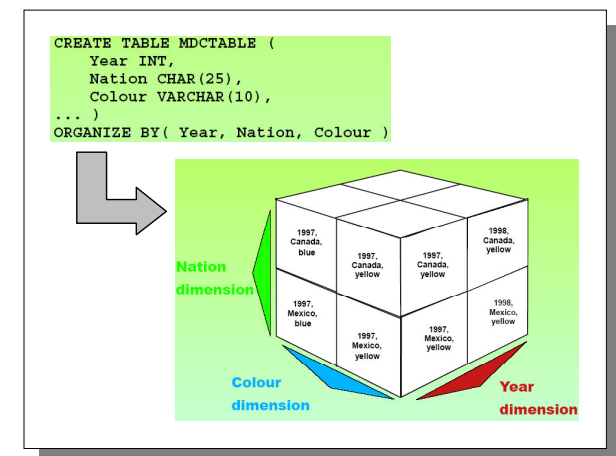 CREATE TABLE MDCTABLE (
Year INT,
Nation CHAR(25),
Colour VARCHAR(10),
... )
ORGANIZE BY( Year, Nation, Colour )
1997,
Canada,
blue
1997,
Canada,
yellow
1997,
Canada,
yellow
1998,
Canada,
yellow
Nation
dimension
1997,
Mexico,
blue
1997,
Mexico,
yellow
1997,
Mexico,
yellow
1998,
Mexico,
yellow
Colour
dimension
Year
dimension